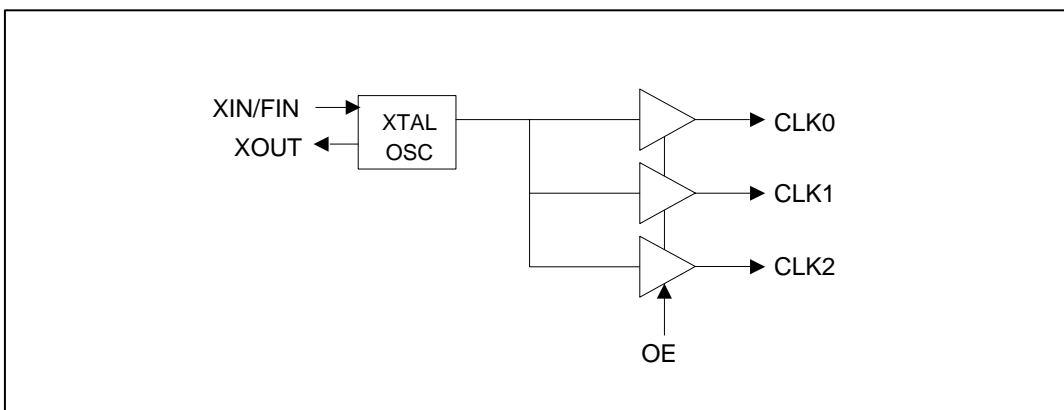 XIN/FIN
XOUT
XTAL
OSC
CLK0
CLK1
CLK2
OE